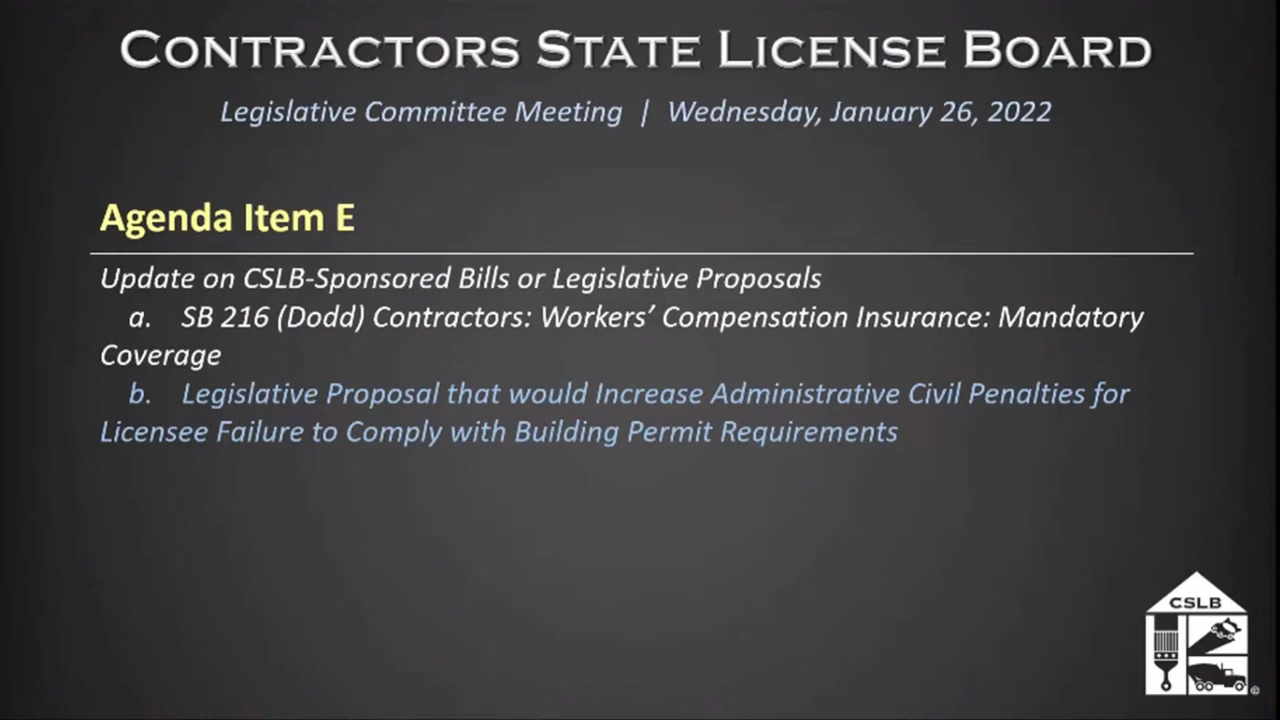 CONTRACTORS STATE LICENSE BOARD
Legislative Committee Meeting | Wednesday, January 26, 2022
Agenda Item E
Update on CSLB-Sponsored Bills or Legislative Proposals
a. SB 216 (Dodd) Contractors: Workers’ Compensation Insurance: Mandatory
Coverage
b. Legislative Proposal that would Increase Administrative Civil Penalties for
Licensee Failure to Comply with Building Permit Requirements
CSLB
©